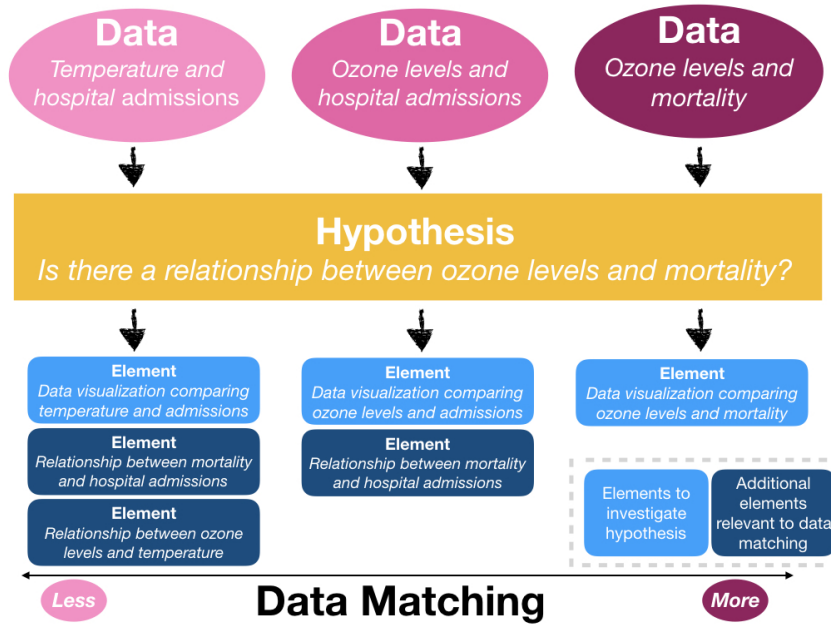 Data
Temperature and
hospital admissions
Data
Ozone levels and
hospital admissions
Data
Ozone levels and
mortality
Hypothesis
Is there a relationship between ozone levels and mortality?
Element
Data visualization comparing
temperature and admissions
Element
Relationship between mortality
and hospital admissions
Element
Relationship between ozone
levels and temperature
Element
Data visualization comparing
ozone levels and admissions
Element
Relationship between mortality
and hospital admissions
Element
Data visualization comparing
ozone levels and mortality
Elements to
investigate
hypothesis
Additional
elements
relevant to data
matching
Less
Data Matching
More